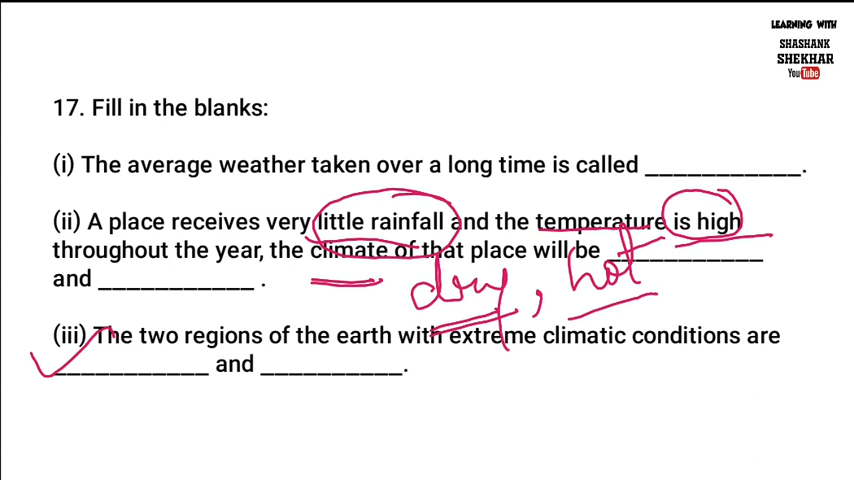 LEARNING WITH
SHASHANK
SHEKHAR
YouTube
17. Fill in the blanks:
(i) The average weather taken over a long time is called ____________.
(ii) A place receives very little rainfall and the temperature is high
throughout the year, the climate of that place will be ____________
and ____________ .
dry, hot
(iii) The two regions of the earth with extreme climatic conditions are
____________ and ___________.